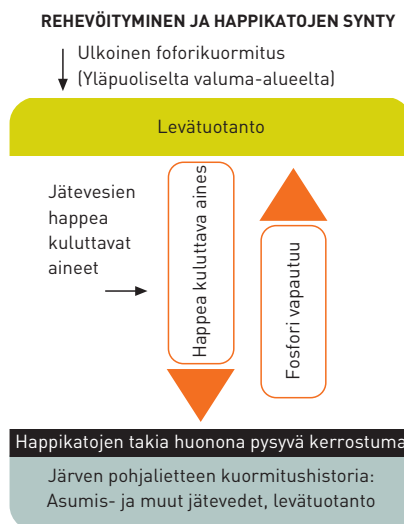 REHEVÖITYMINEN JA HAPPIKATOJEN SYNTY
Ulkoinen foforikuormitus
(Yläpuoliselta valuma-alueelta)
Levätuotanto
Jätevesien
happea
kuluttavat
aineet
Happea kuluttava aines
Fosfori vapautuu
Happikatojen takia huonona pysyvä kerrostuma
Järven pohjalietteen kuormitushistoria:
Asumis- ja muut jätevedet, levätuotanto